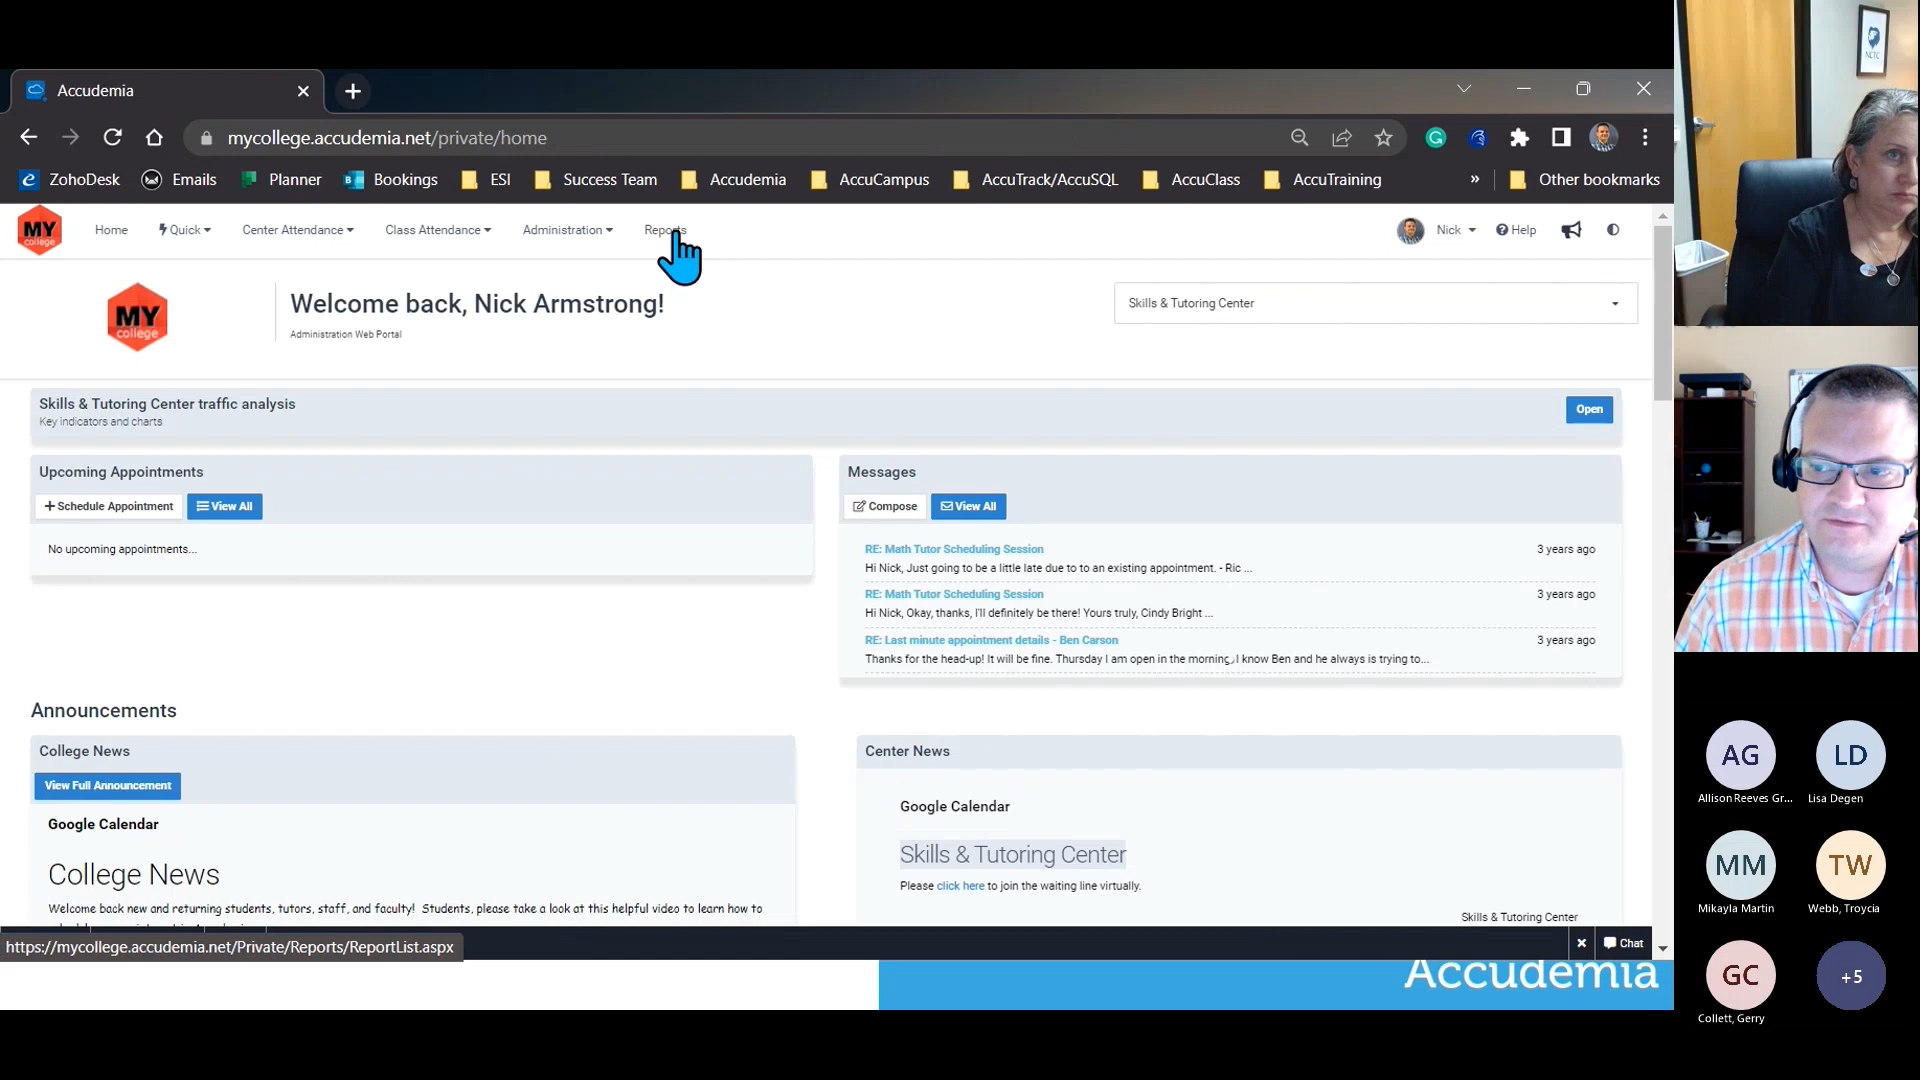 NCTC
Accudemia
mycollege.accudemia.net/private/home
ZohoDesk Emails Planner Bookings ESI Success Team Accudemia AccuCampus AccuTrack/AccuSQL AccuClass AccuTraining » Other bookmarks
MY college Home Quick Center Attendance Class Attendance Administration Reports Nick Help
MY college
Welcome back, Nick Armstrong!
Administration Web Portal
Skills & Tutoring Center
Skills & Tutoring Center traffic analysis
Key indicators and charts
Open
Upcoming Appointments
+ Schedule Appointment View All
No upcoming appointments...
Messages
Compose View All
RE: Math Tutor Scheduling Session 3 years ago
Hi Nick, Just going to be a little late due to to an existing appointment. - Ric ...
RE: Math Tutor Scheduling Session 3 years ago
Hi Nick, Okay, thanks, I'll definitely be there! Yours truly, Cindy Bright ...
RE: Last minute appointment details - Ben Carson 3 years ago
Thanks for the head-up! It will be fine. Thursday I am open in the morning, I know Ben and he always is trying to...
Announcements
College News
View Full Announcement
Google Calendar
College News
Welcome back new and returning students, tutors, staff, and faculty! Students, please take a look at this helpful video to learn how to
Center News
Google Calendar
Skills & Tutoring Center
Please click here to join the waiting line virtually.
Skills & Tutoring Center
https://mycollege.accudemia.net/Private/Reports/ReportList.aspx
Chat
Accudemia
AG LD
Allison Reeves Gr... Lisa Degen
MM TW
Mikayla Martin Webb, Troycia
GC +5
Collett, Gerry